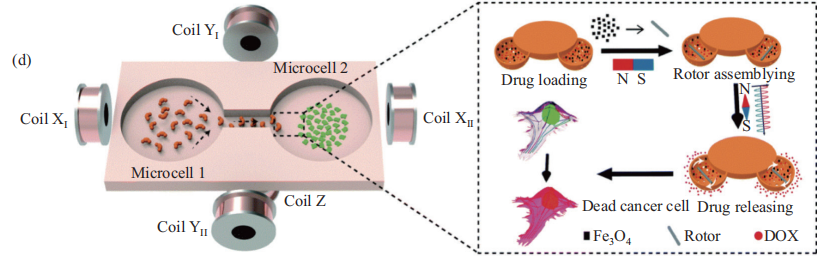 (d)
Coil Y_I
Coil X_I
Microcell 1
Microcell 2
Coil X_II
Coil Y_II
Coil Z
Drug loading
N S
Rotor assemblying
N
S
Drug releasing
Dead cancer cell
Fe₃O₄
Rotor
DOX